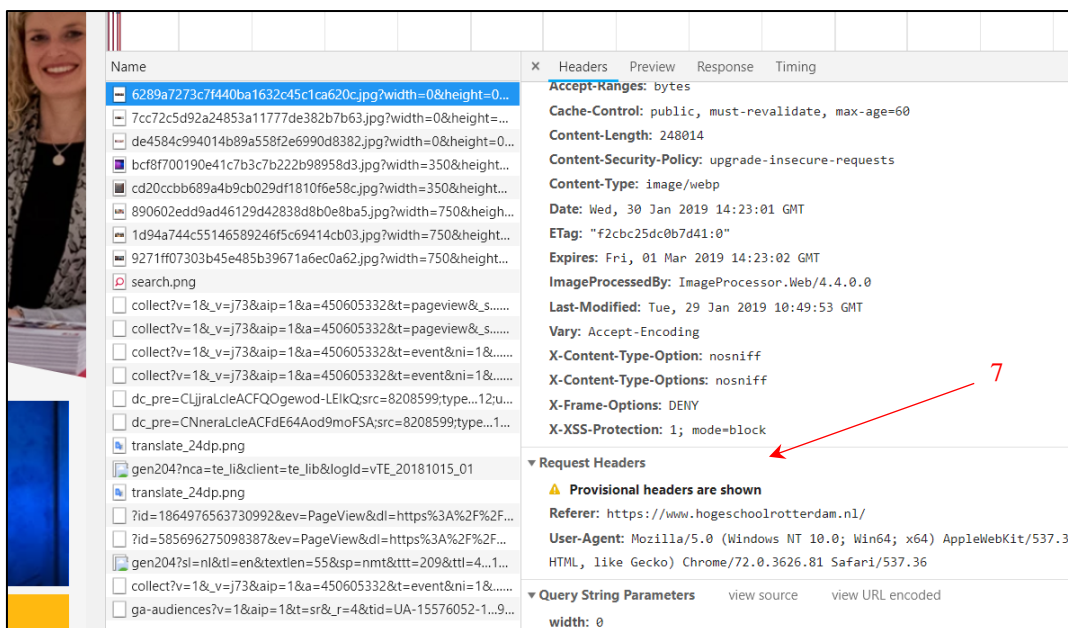 Name
6289a7273c7f440ba1632c45c1ca620c.jpg?width=0&height=0...
7cc72c5d92a24853a11777de382b7b63.jpg?width=0&height=...
de4584c994014b89a558f2e6990d8382.jpg?width=0&height=0...
bcf8f700190e41c7b3c7b222b98958d3.jpg?width=350&height...
cd20ccbb689a4b9cb029df1810f6e58c.jpg?width=350&height...
890602edd9ad46129d42838d8b0e8ba5.jpg?width=750&heigh...
1d94a744c55146589246f5c69414cb03.jpg?width=750&height...
9271ff07303b45e485b39671a6ec0a62.jpg?width=750&height...
search.png
collect?v=1&_v=j73&aip=1&a=450605332&t=pageview&_s......
collect?v=1&_v=j73&aip=1&a=450605332&t=pageview&_s......
collect?v=1&_v=j73&aip=1&a=450605332&t=event&ni=1&......
collect?v=1&_v=j73&aip=1&a=450605332&t=event&ni=1&......
dc_pre=CLjjraLcleACFQOgewod-LEIkQ;src=8208599;type...12;u...
dc_pre=CNneraLcleACFdE64Aod9moFSA;src=8208599;type...1...
translate_24dp.png
gen204?nca=te_li&client=te_lib&logId=vTE_20181015_01
translate_24dp.png
?id=1864976563730992&ev=PageView&dl=https%3A%2F%2F...
?id=585696275098387&ev=PageView&dl=https%3A%2F%2F...
gen204?sl=nl&tl=en&textlen=55&sp=nmt&ttt=209&ttl=4...1...
collect?v=1&_v=j73&aip=1&a=450605332&t=event&ni=1&......
ga-audiences?v=1&aip=1&t=sr&_r=4&tid=UA-15576052-1...9...
× Headers Preview Response Timing
Accept-Ranges: bytes
Cache-Control: public, must-revalidate, max-age=60
Content-Length: 248014
Content-Security-Policy: upgrade-insecure-requests
Content-Type: image/webp
Date: Wed, 30 Jan 2019 14:23:01 GMT
ETag: "f2cbc25dc0b7d41:0"
Expires: Fri, 01 Mar 2019 14:23:02 GMT
ImageProcessedBy: ImageProcessor.Web/4.4.0.0
Last-Modified: Tue, 29 Jan 2019 10:49:53 GMT
Vary: Accept-Encoding
X-Content-Type-Option: nosniff
X-Content-Type-Options: nosniff
X-Frame-Options: DENY
X-XSS-Protection: 1; mode=block
7
Request Headers
Provisional headers are shown
Referer: https://www.hogeschoolrotterdam.nl/
User-Agent: Mozilla/5.0 (Windows NT 10.0; Win64; x64) AppleWebKit/537.3
HTML, like Gecko) Chrome/72.0.3626.81 Safari/537.36
Query String Parameters view source view URL encoded
width: 0